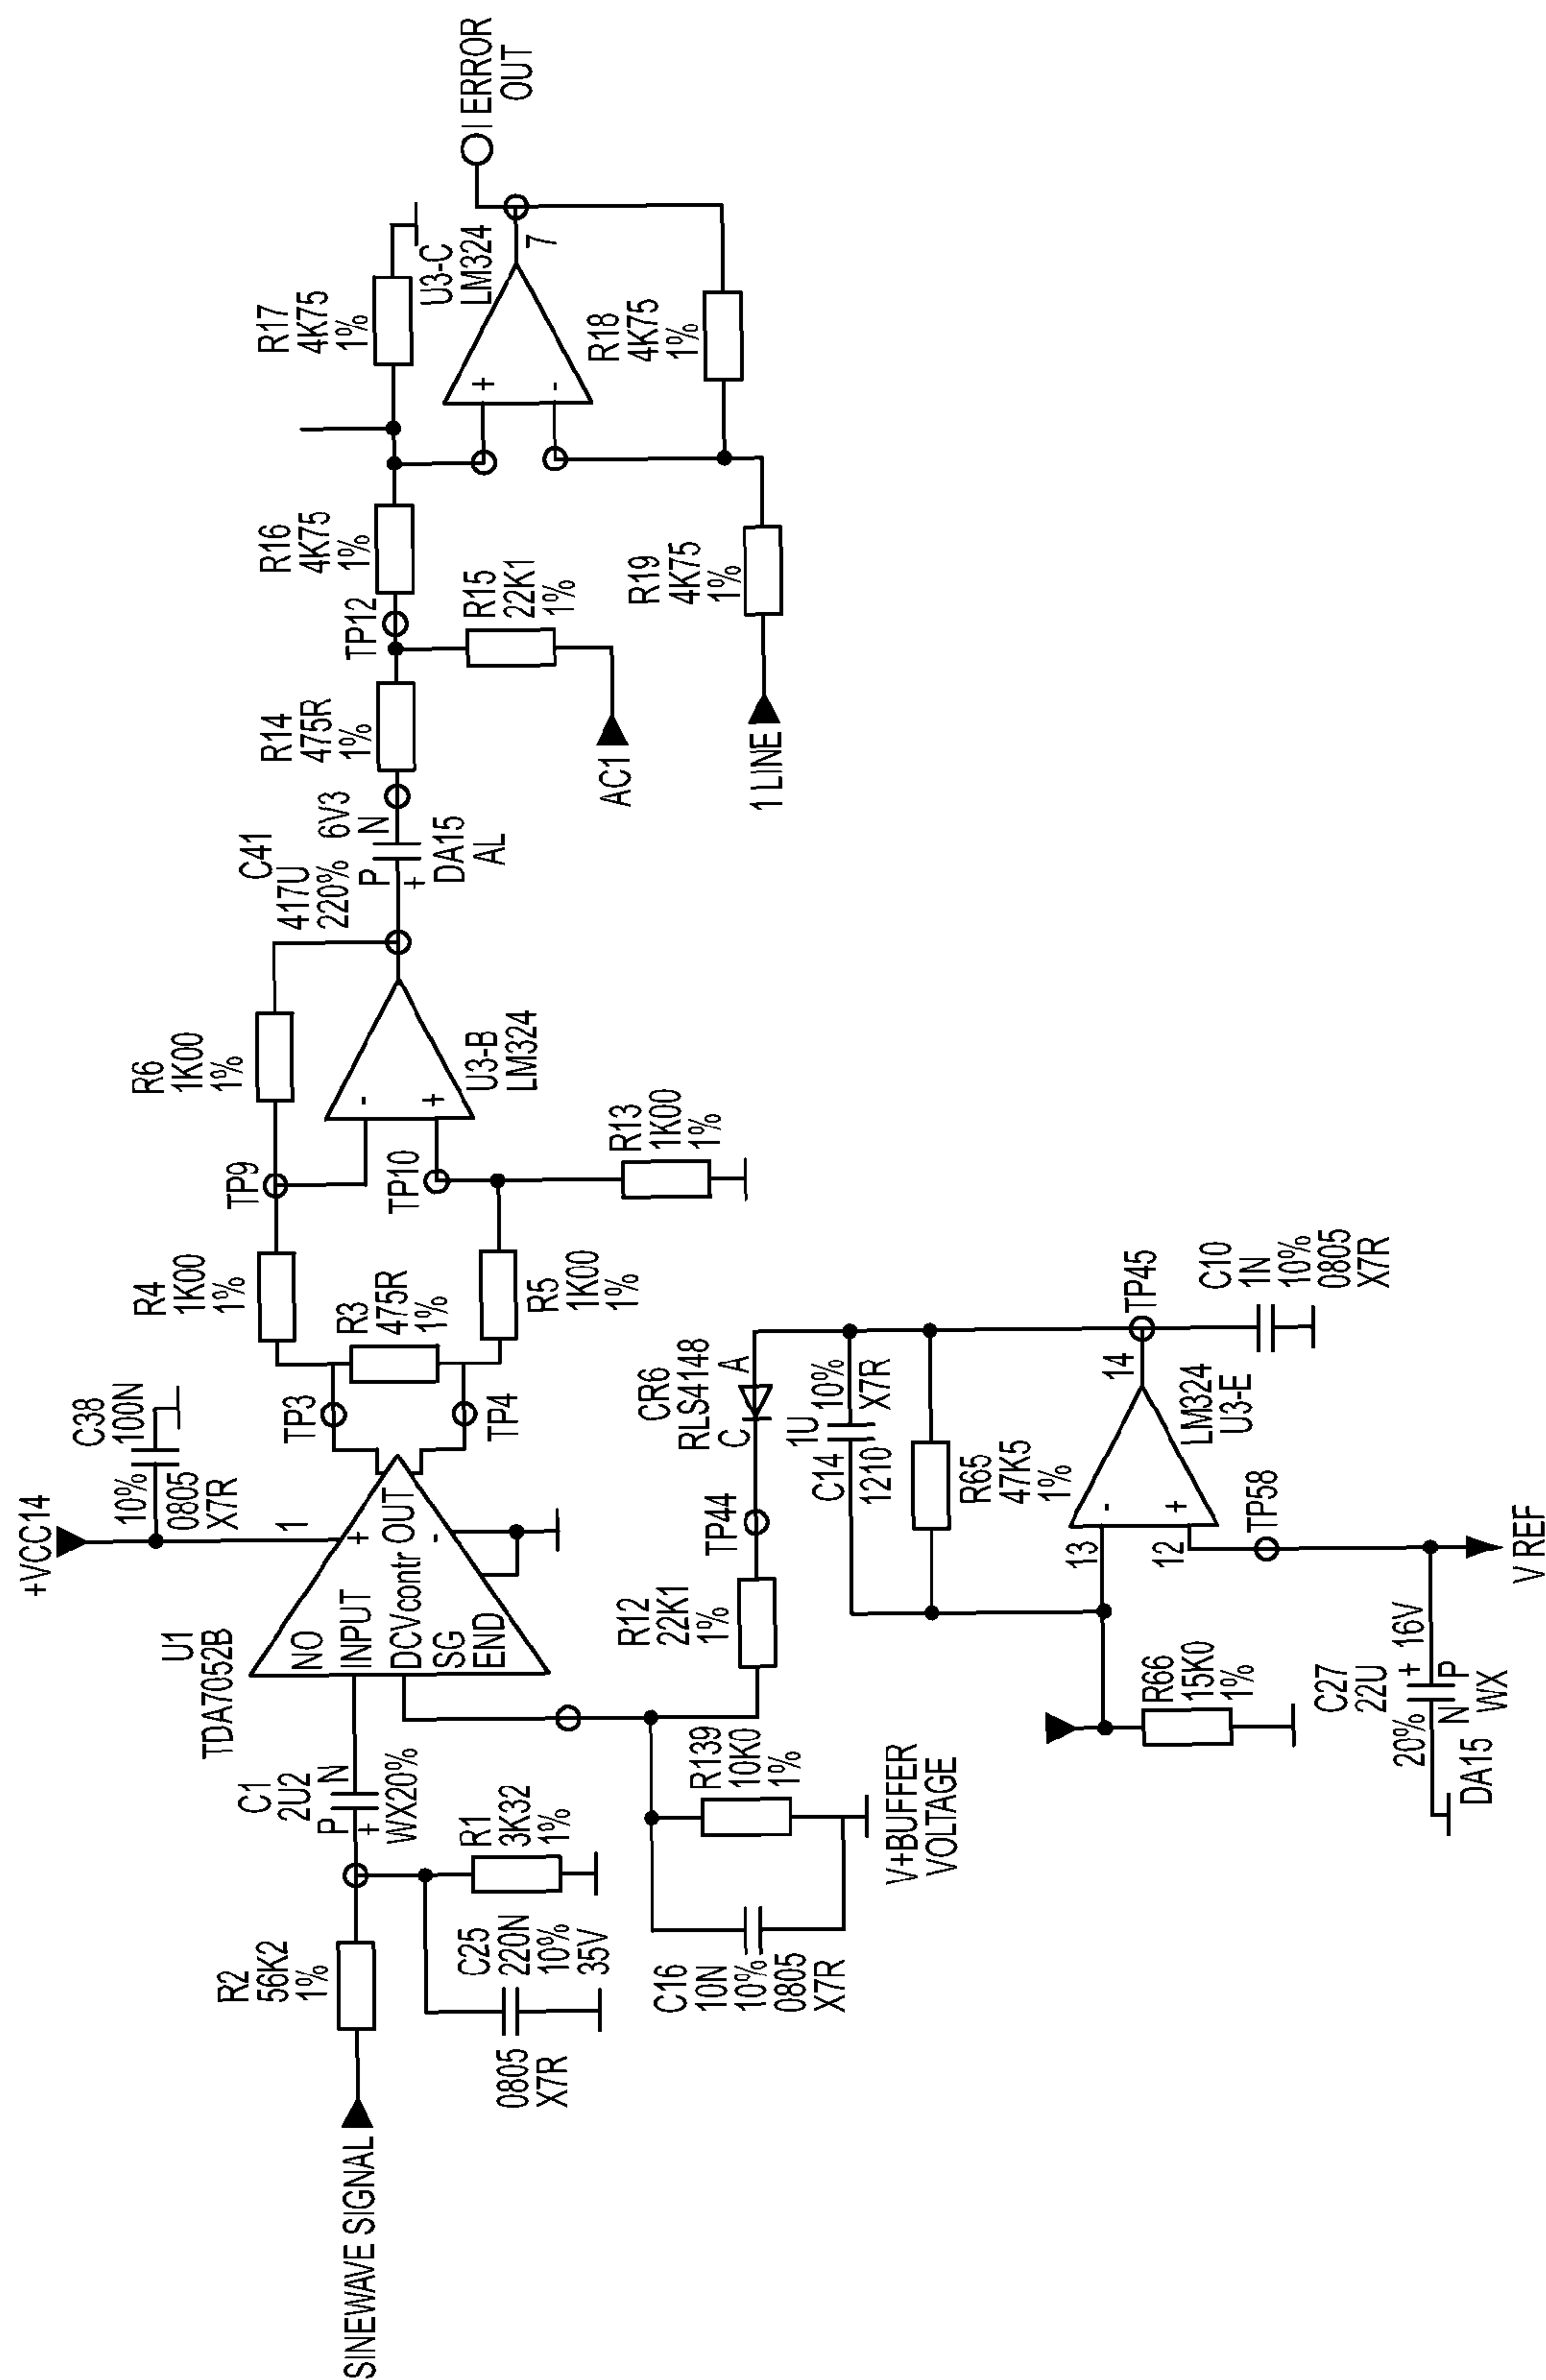 SINEWAVE SIGNAL
R2
56K2
1%
C25
220N
10%
35V
0805
X7R
R1
3K32
1%
C1
2U2
P
N
+
WX20%
U1
TDA7052B
NO
INPUT
DCVcontr
SG
END
OUT
+
-
1
+VCC14
C38
100N
10%
0805
X7R
TP3
TP4
R3
475R
1%
R4
1K00
1%
R5
1K00
1%
TP9
TP10
R6
1K00
1%
-
+
U3-B
LM324
R13
1K00
1%
C41
417U
220%
6V3
P
N
+
DA15
AL
R14
475R
1%
TP12
R15
22K1
1%
AC1
R16
4K75
1%
R17
4K75
1%
U3-C
LM324
+
-
7
I ERROR
OUT
R18
4K75
1%
R19
4K75
1%
1 LINE
C16
10N
10%
0805
X7R
R139
10K0
1%
V+BUFFER
VOLTAGE
R12
22K1
1%
TP44
CR6
RLS4148
C
A
C14
1U
1210
10%
X7R
R65
47K5
1%
13
12
-
+
14
LM324
U3-E
TP45
TP58
C10
1N
10%
0805
X7R
R66
15K0
1%
C27
22U
20%
+
16V
N
P
DA15
WX
V REF